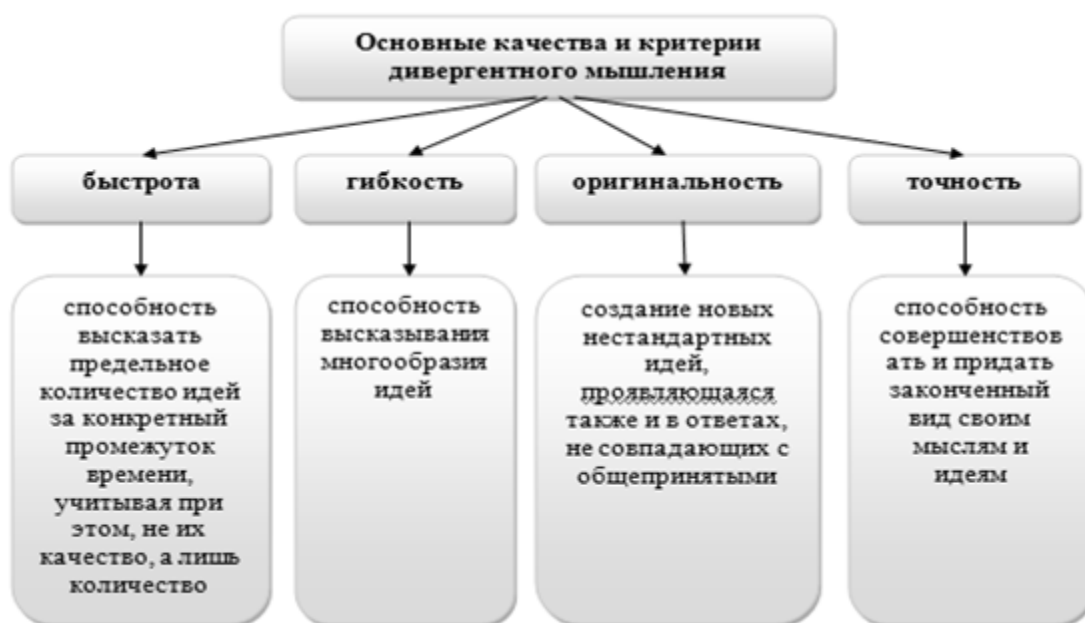 Основные качества и критерии
дивергентного мышления
быстрота
гибкость
оригинальность
точность
способность
высказать
предельное
количество идей
за конкретный
промежуток
времени,
учитывая при
этом, не их
качество, а лишь
количество
способность
высказывания
многообразия
идей
создание новых
нестандартных
идей,
проявляющаяся
также и в ответах,
не совпадающих с
общепринятыми
способность
совершенствов
ать и придать
законченный
вид своим
мыслям и
идеям